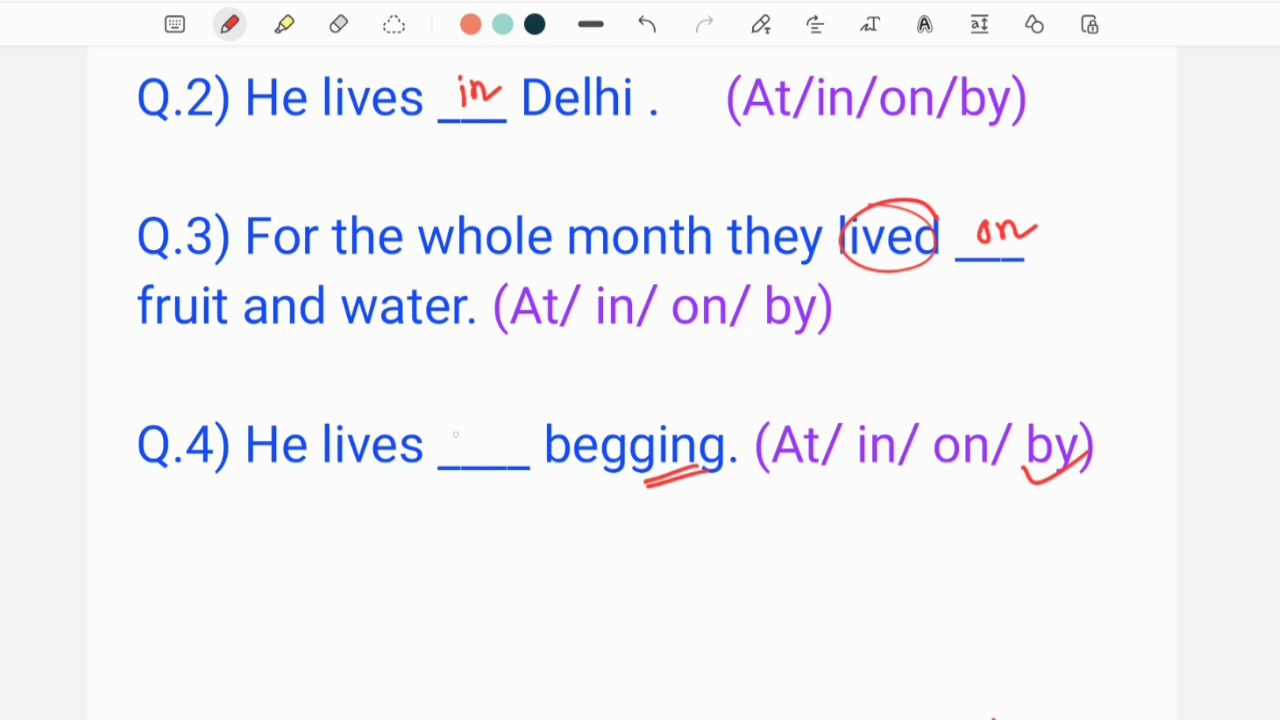 Q.2) He lives in Delhi . (At/in/on/by)
Q.3) For the whole month they lived on
fruit and water. (At/ in/ on/ by)
Q.4) He lives ____ begging. (At/ in/ on/ by)